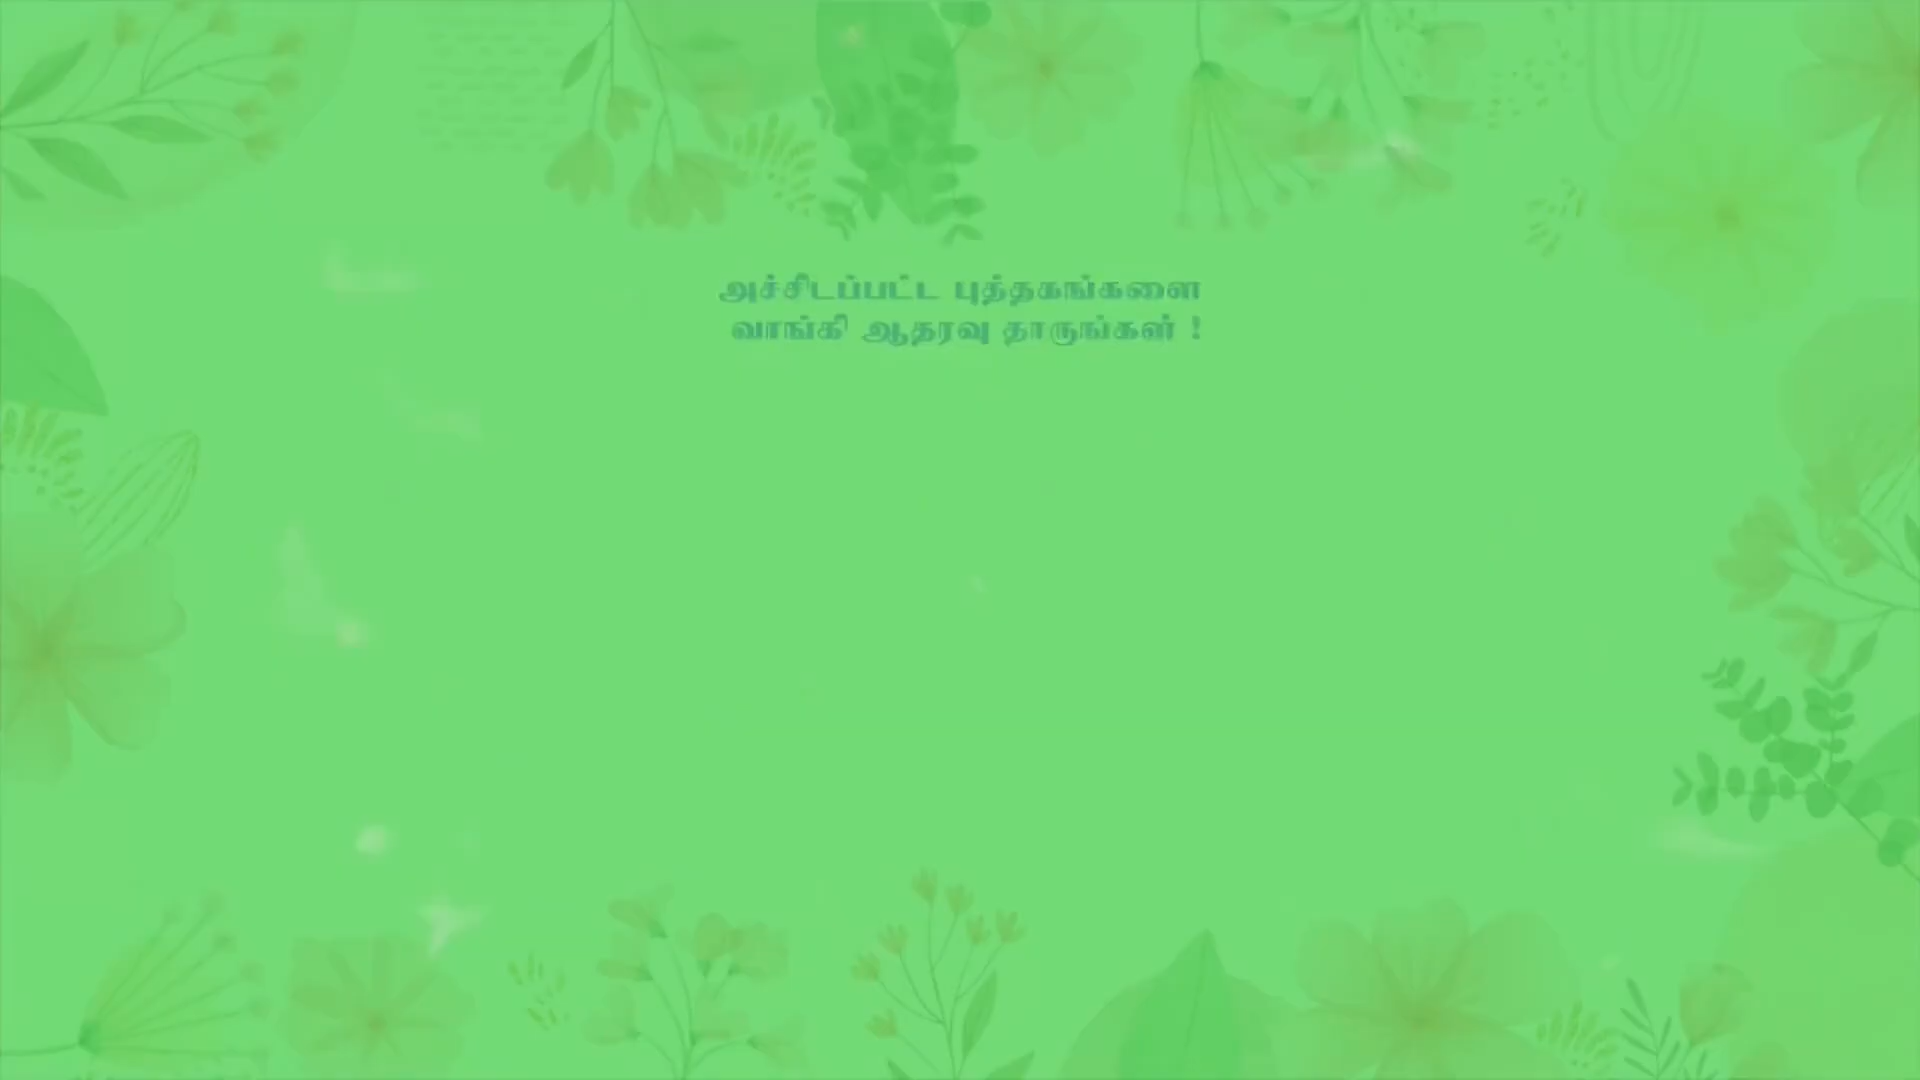 அச்சிடப்பட்ட புத்தகங்களை
வாங்கி ஆதரவு தாருங்கள் !